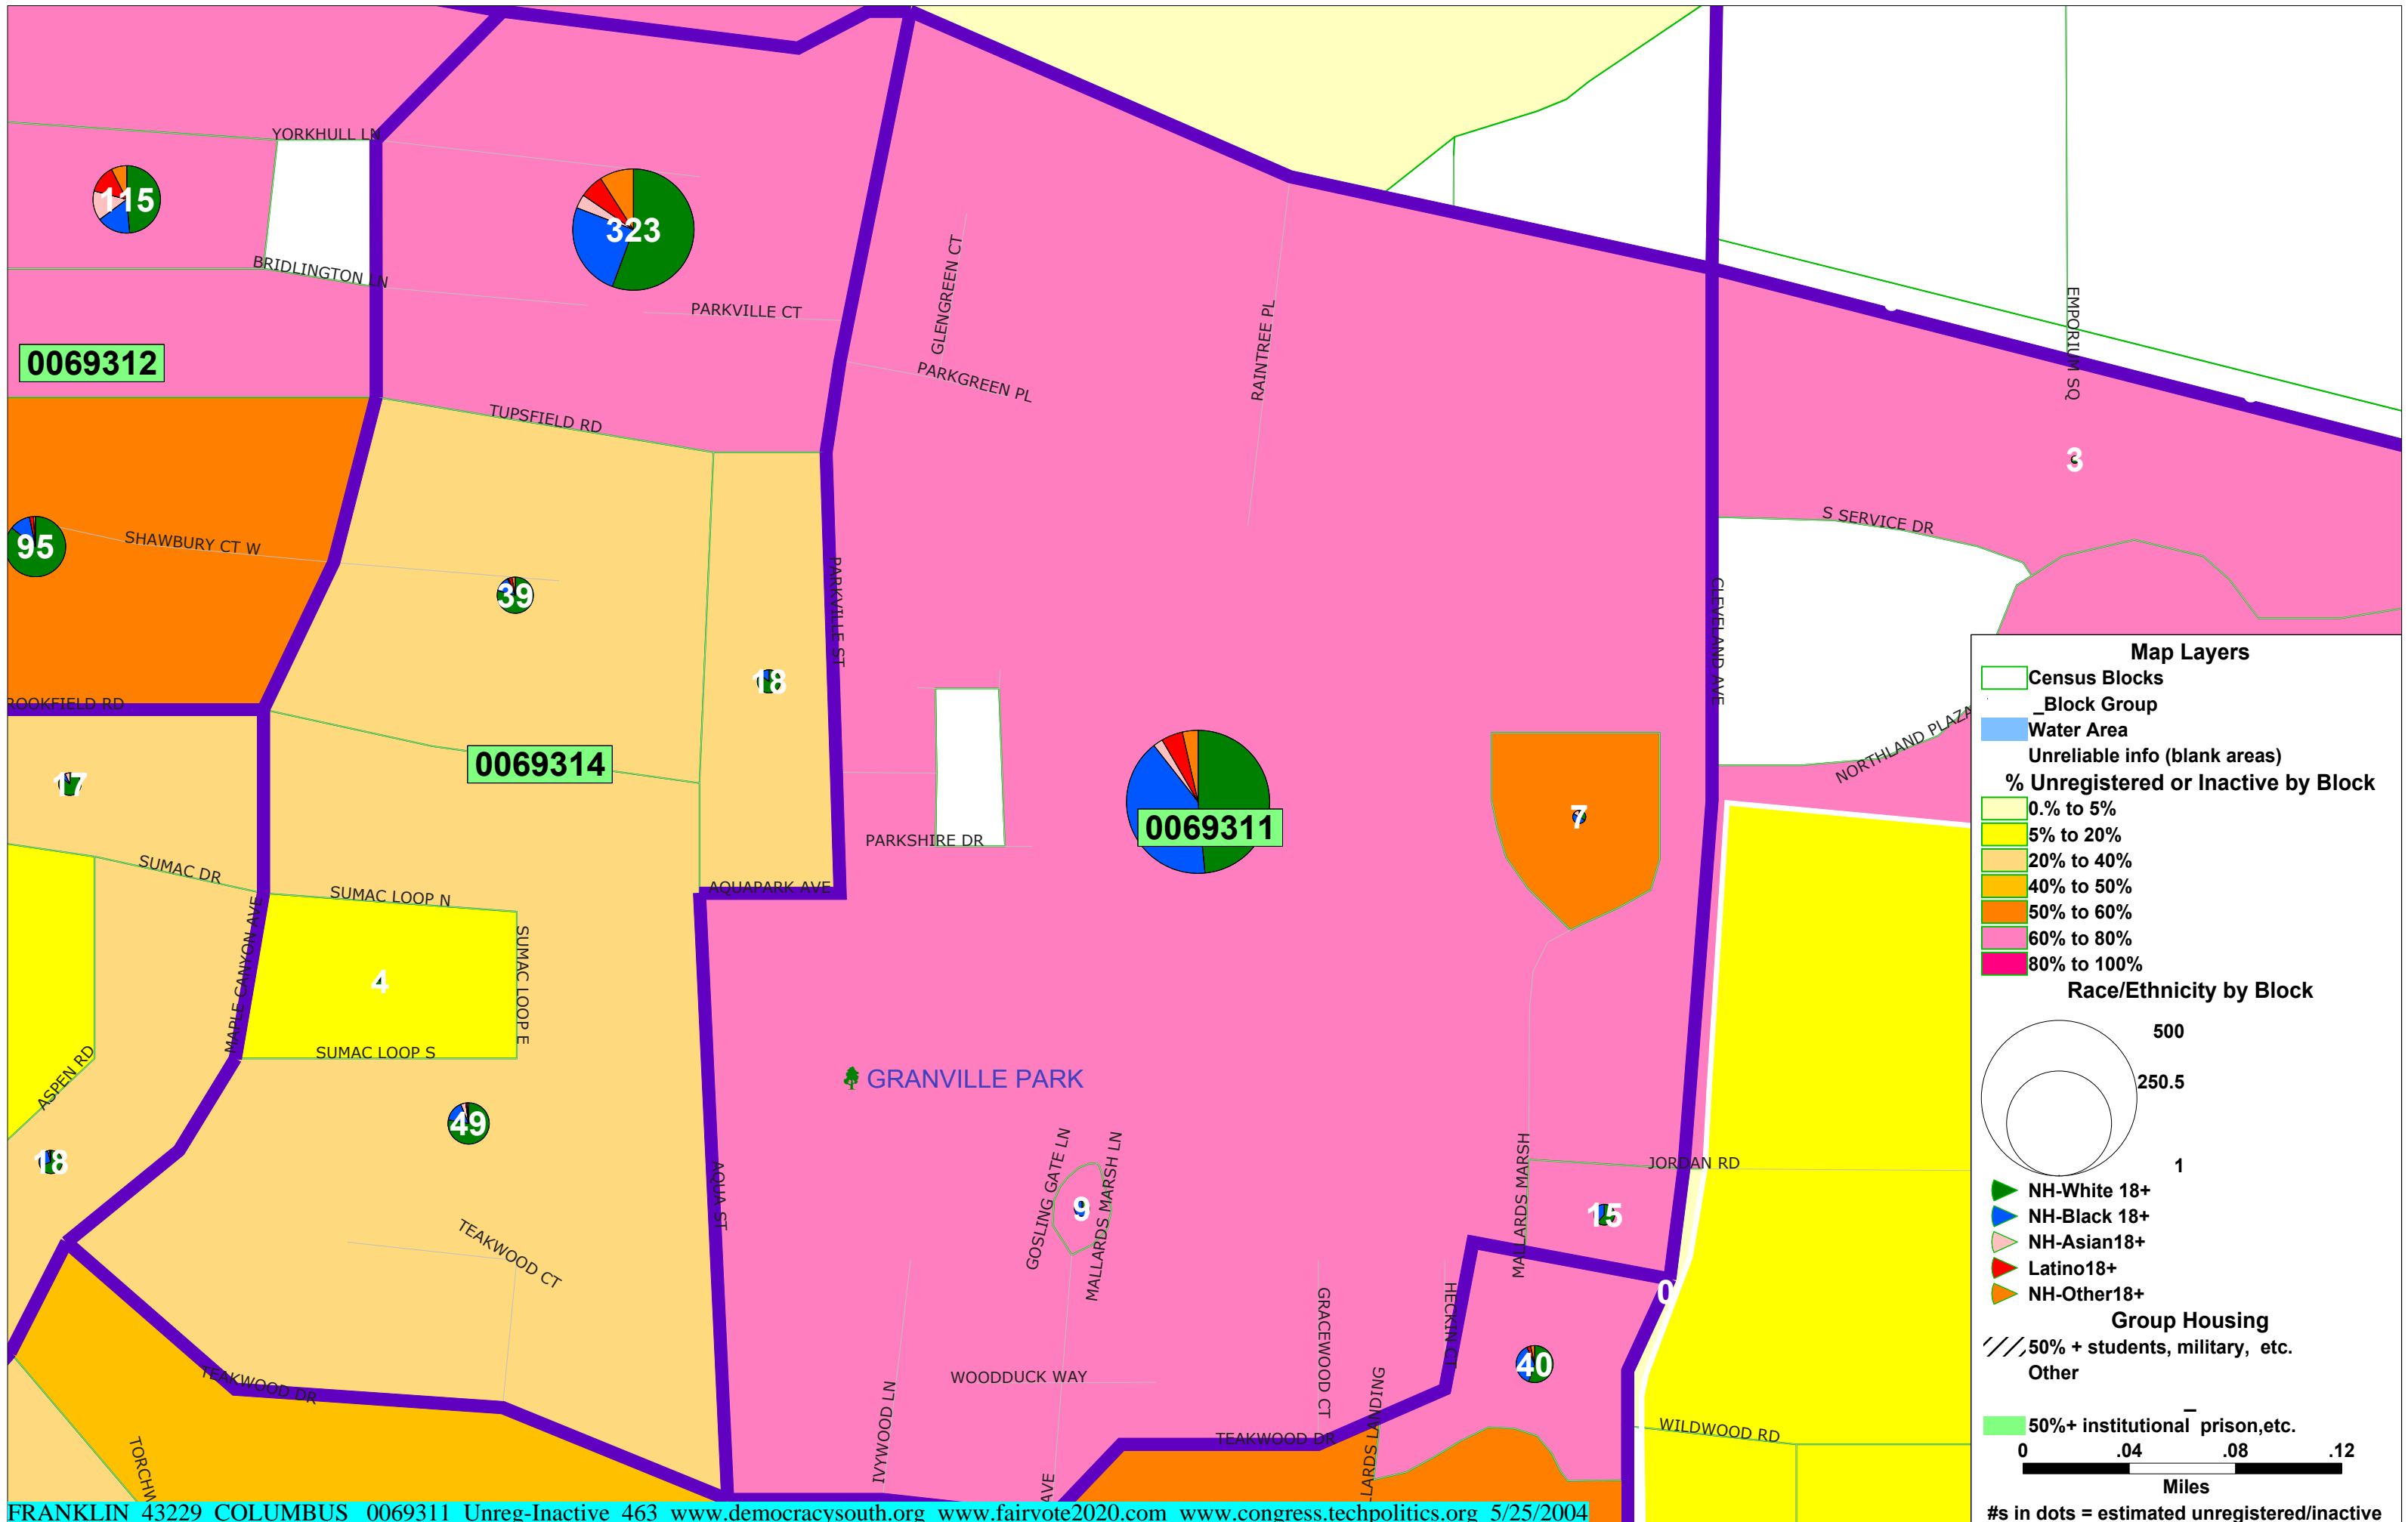 YORKHULL LN
115
323
BRIDLINGTON LN
PARKVILLE CT
GLENGREEN CT
RAINTREE PL
EMPORIUM SQ
0069312
PARKGREEN PL
TUPSFIELD RD
3
S SERVICE DR
95
SHAWBURY CT W
39
PARKVILLE ST
CLEVELAND AVE
18
ROOKFIELD RD
0069314
NORTHLAND PLAZA
17
7
0069311
PARKSHIRE DR
SUMAC DR
SUMAC LOOP N
AQUAPARK AVE
MAPLE CANYON AVE
SUMAC LOOP E
4
SUMAC LOOP S
ASPEN RD
GRANVILLE PARK
49
18
AQUA ST
GOSLING GATE LN
MALLARDS MARSH LN
9
MALLARDS MARSH
JORDAN RD
15
TEAKWOOD CT
0
GRACEWOOD CT
HECKIN CT
40
TEAKWOOD DR
WOODDUCK WAY
IVYWOOD LN
LARDS LANDING
TEAKWOOD DR
WILDWOOD RD
TORCHW
AVE
Map Layers
Census Blocks
_Block Group
Water Area
Unreliable info (blank areas)
% Unregistered or Inactive by Block
0.% to 5%
5% to 20%
20% to 40%
40% to 50%
50% to 60%
60% to 80%
80% to 100%
Race/Ethnicity by Block
500
250.5
1
NH-White 18+
NH-Black 18+
NH-Asian18+
Latino18+
NH-Other18+
Group Housing
50% + students, military, etc.
Other
_
50%+ institutional prison,etc.
0 .04 .08 .12
Miles
#s in dots = estimated unregistered/inactive
FRANKLIN 43229 COLUMBUS 0069311 Unreg-Inactive 463 www.democracysouth.org www.fairvote2020.com www.congress.techpolitics.org 5/25/2004